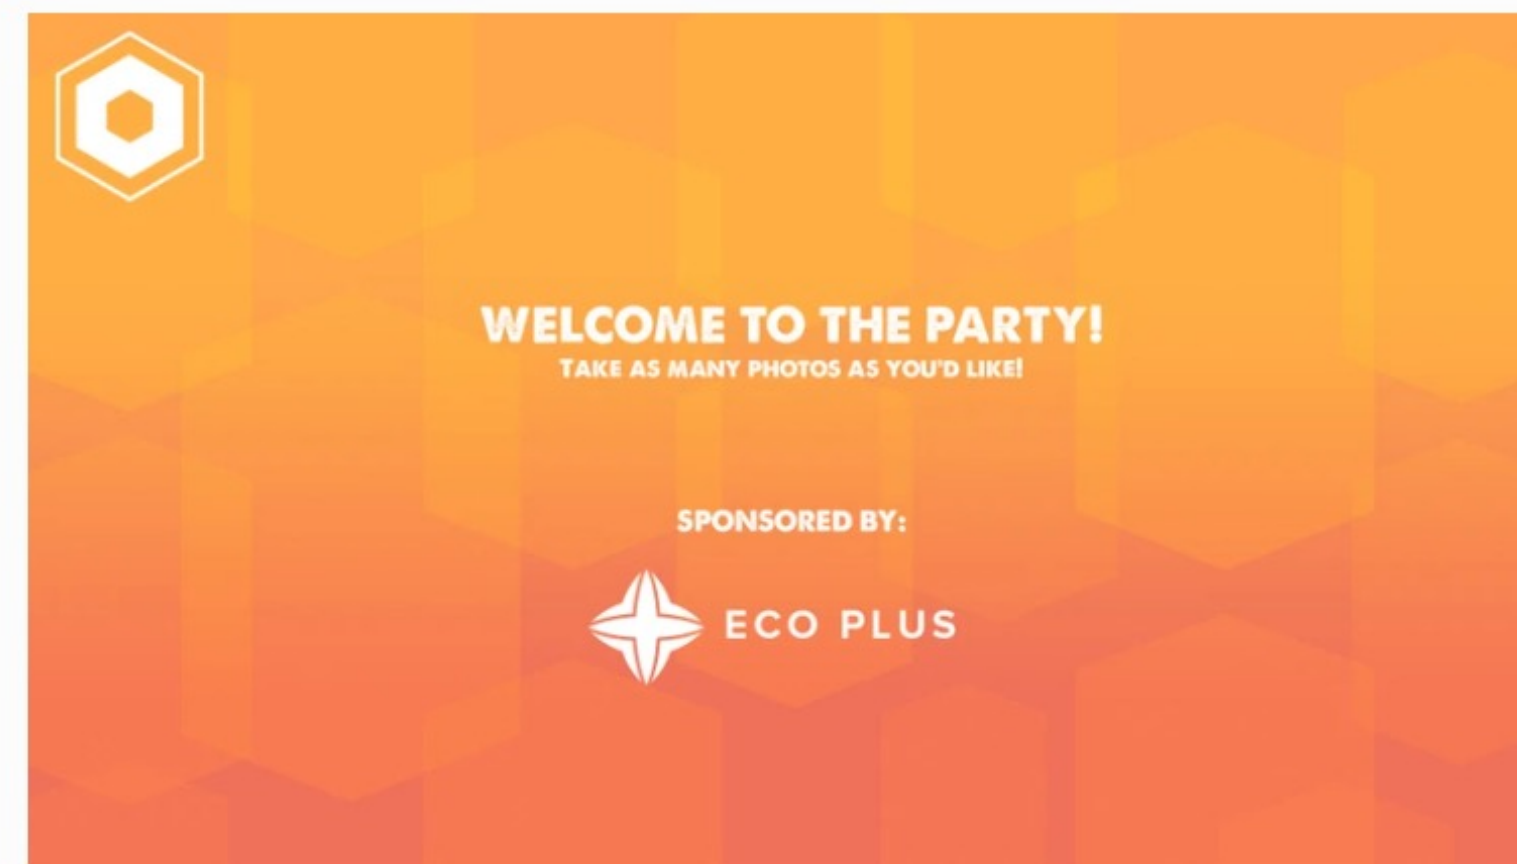 WELCOME TO THE PARTY!
TAKE AS MANY PHOTOS AS YOU'D LIKE!
SPONSORED BY:
ECO PLUS